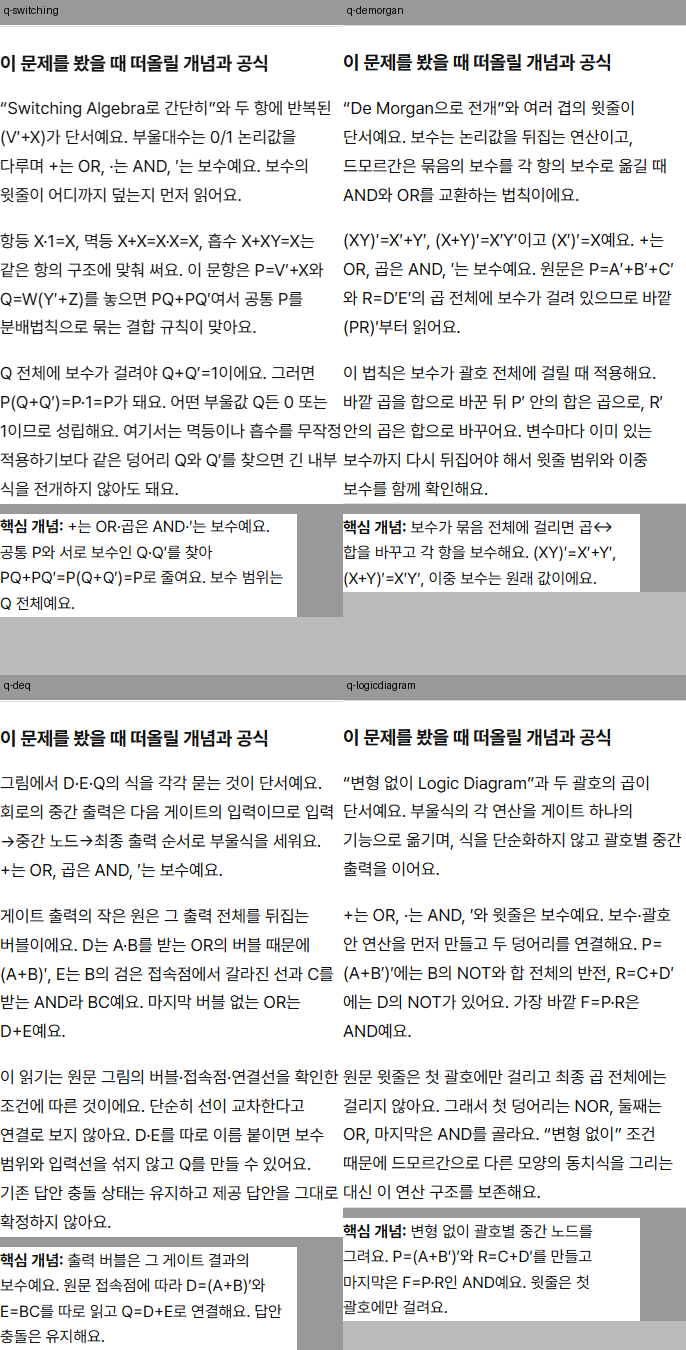 q-switching
이 문제를 봤을 때 떠올릴 개념과 공식
“Switching Algebra로 간단히”와 두 항에 반복된
(V′+X)가 단서예요. 부울대수는 0/1 논리값을
다루며 +는 OR, ·는 AND, ′는 보수예요. 보수의
윗줄이 어디까지 덮는지 먼저 읽어요.
항등 X·1=X, 멱등 X+X=X·X=X, 흡수 X+XY=X는
같은 항의 구조에 맞춰 써요. 이 문항은 P=V′+X와
Q=W(Y′+Z)를 놓으면 PQ+PQ′여서 공통 P를
분배법칙으로 묶는 결합 규칙이 맞아요.
Q 전체에 보수가 걸려야 Q+Q′=1이에요. 그러면
P(Q+Q′)=P·1=P가 돼요. 어떤 부울값 Q든 0 또는
1이므로 성립해요. 여기서는 멱등이나 흡수를 무작정
적용하기보다 같은 덩어리 Q와 Q′를 찾으면 긴 내부
식을 전개하지 않아도 돼요.
핵심 개념: +는 OR·곱은 AND·′는 보수예요.
공통 P와 서로 보수인 Q·Q′를 찾아
PQ+PQ′=P(Q+Q′)=P로 줄여요. 보수 범위는
Q 전체예요.
q-demorgan
이 문제를 봤을 때 떠올릴 개념과 공식
“De Morgan으로 전개”와 여러 겹의 윗줄이
단서예요. 보수는 논리값을 뒤집는 연산이고,
드모르간은 묶음의 보수를 각 항의 보수로 옮길 때
AND와 OR를 교환하는 법칙이에요.
(XY)′=X′+Y′, (X+Y)′=X′Y′이고 (X′)′=X예요. +는
OR, 곱은 AND, ′는 보수예요. 원문은 P=A′+B′+C′
와 R=D′E′의 곱 전체에 보수가 걸려 있으므로 바깥
(PR)′부터 읽어요.
이 법칙은 보수가 괄호 전체에 걸릴 때 적용해요.
바깥 곱을 합으로 바꾼 뒤 P′ 안의 합은 곱으로, R′
안의 곱은 합으로 바꾸어요. 변수마다 이미 있는
보수까지 다시 뒤집어야 해서 윗줄 범위와 이중
보수를 함께 확인해요.
핵심 개념: 보수가 묶음 전체에 걸리면 곱↔
합을 바꾸고 각 항을 보수해요. (XY)′=X′+Y′,
(X+Y)′=X′Y′, 이중 보수는 원래 값이에요.
q-deq
이 문제를 봤을 때 떠올릴 개념과 공식
그림에서 D·E·Q의 식을 각각 묻는 것이 단서예요.
회로의 중간 출력은 다음 게이트의 입력이므로 입력
→중간 노드→최종 출력 순서로 부울식을 세워요.
+는 OR, 곱은 AND, ′는 보수예요.
게이트 출력의 작은 원은 그 출력 전체를 뒤집는
버블이에요. D는 A·B를 받는 OR의 버블 때문에
(A+B)′, E는 B의 검은 접속점에서 갈라진 선과 C를
받는 AND라 BC예요. 마지막 버블 없는 OR는
D+E예요.
이 읽기는 원문 그림의 버블·접속점·연결선을 확인한
조건에 따른 것이에요. 단순히 선이 교차한다고
연결로 보지 않아요. D·E를 따로 이름 붙이면 보수
범위와 입력선을 섞지 않고 Q를 만들 수 있어요.
기존 답안 충돌 상태는 유지하고 제공 답안을 그대로
확정하지 않아요.
핵심 개념: 출력 버블은 그 게이트 결과의
보수예요. 원문 접속점에 따라 D=(A+B)′와
E=BC를 따로 읽고 Q=D+E로 연결해요. 답안
충돌은 유지해요.
q-logicdiagram
이 문제를 봤을 때 떠올릴 개념과 공식
“변형 없이 Logic Diagram”과 두 괄호의 곱이
단서예요. 부울식의 각 연산을 게이트 하나의
기능으로 옮기며, 식을 단순화하지 않고 괄호별 중간
출력을 이어요.
+는 OR, ·는 AND, ′와 윗줄은 보수예요. 보수·괄호
안 연산을 먼저 만들고 두 덩어리를 연결해요. P=
(A+B′)′에는 B의 NOT와 합 전체의 반전, R=C+D′
에는 D의 NOT가 있어요. 가장 바깥 F=P·R은
AND예요.
원문 윗줄은 첫 괄호에만 걸리고 최종 곱 전체에는
걸리지 않아요. 그래서 첫 덩어리는 NOR, 둘째는
OR, 마지막은 AND를 골라요. “변형 없이” 조건
때문에 드모르간으로 다른 모양의 동치식을 그리는
대신 이 연산 구조를 보존해요.
핵심 개념: 변형 없이 괄호별 중간 노드를
그려요. P=(A+B′)′와 R=C+D′를 만들고
마지막은 F=P·R인 AND예요. 윗줄은 첫
괄호에만 걸려요.